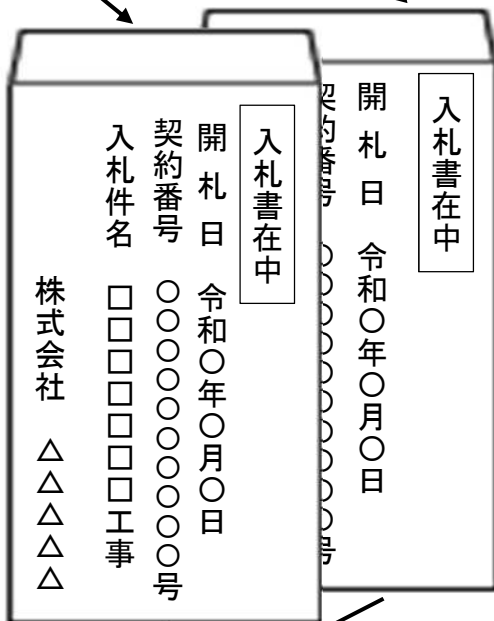 入札書在中
開札日　令和〇年〇月〇日
契約番号　〇〇〇〇〇〇〇〇〇号
入札件名　□□□□□□□工事
株式会社　△△△△△
入札書在中
開札日　令和〇年〇月〇日